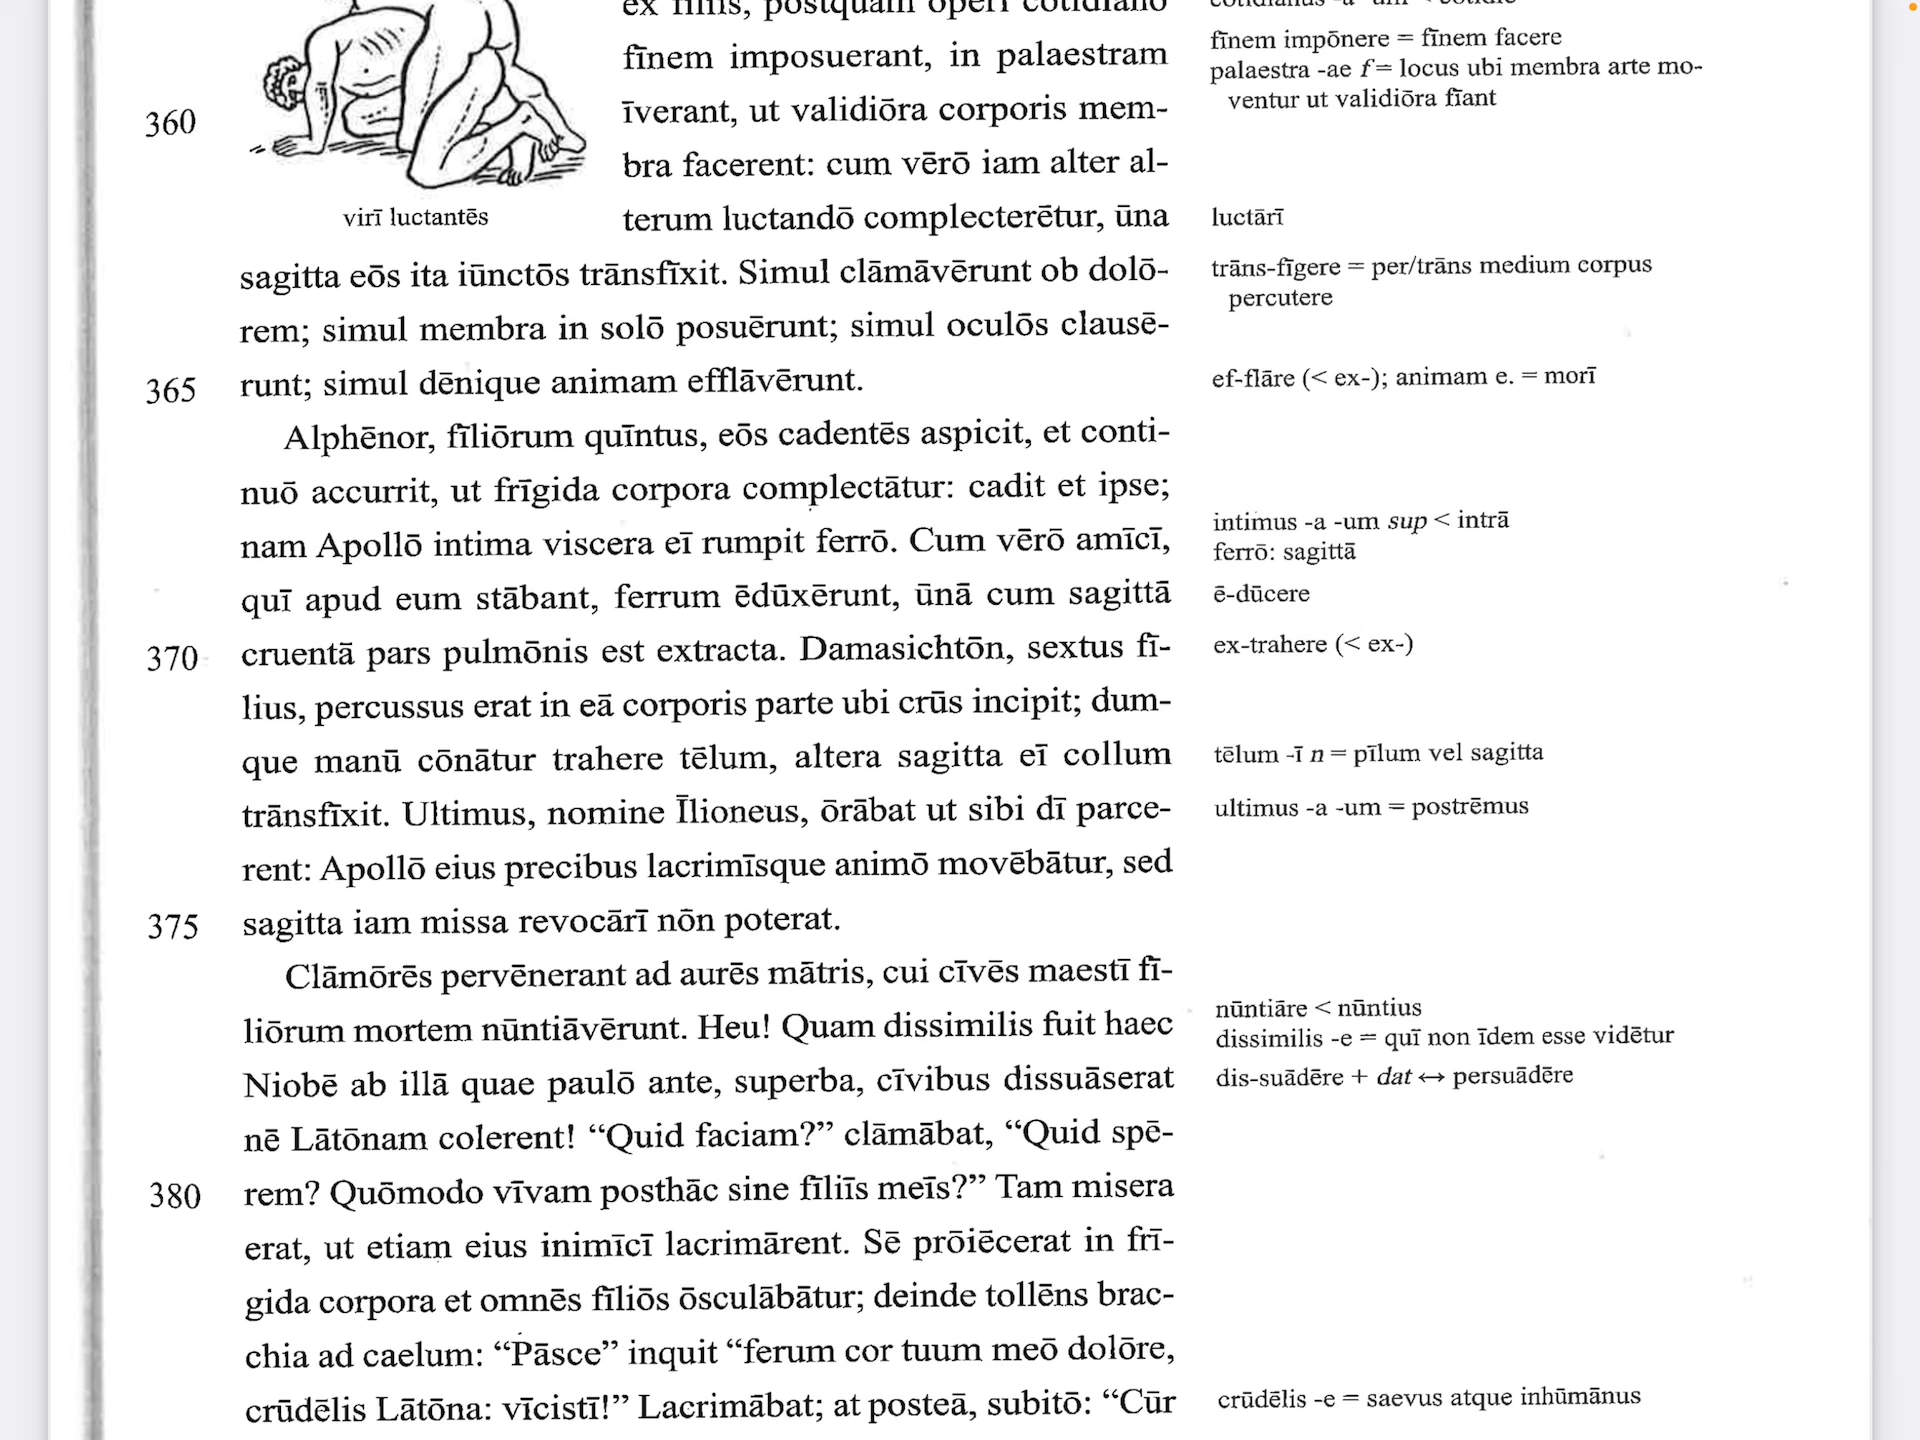 ex filiis, postquam operī cotīdiānō
fīnem imposuerant, in palaestram
360
īverant, ut validiōra corporis mem-
bra facerent: cum vērō iam alter al-
virī luctantēs
terum luctandō complecterētur, ūna
sagitta eōs ita iūnctōs trānsfīxit. Simul clāmāvērunt ob dolō-
rem; simul membra in solō posuērunt; simul oculōs clausē-
365
runt; simul dēnique animam efflāvērunt.
Alphēnor, fīliōrum quīntus, eōs cadentēs aspicit, et conti-
nuō accurrit, ut frīgida corpora complectātur: cadit et ipse;
nam Apollō intima viscera eī rumpit ferrō. Cum vērō amīcī,
quī apud eum stābant, ferrum ēdūxērunt, ūnā cum sagittā
370
cruentā pars pulmōnis est extracta. Damasichtōn, sextus fī-
lius, percussus erat in eā corporis parte ubi crūs incipit; dum-
que manū cōnātur trahere tēlum, altera sagitta eī collum
trānsfīxit. Ultimus, nomine Īlioneus, ōrābat ut sibi dī parce-
rent: Apollō eius precibus lacrimīsque animō movēbātur, sed
375
sagitta iam missa revocārī nōn poterat.
Clāmōrēs pervēnerant ad aurēs mātris, cui cīvēs maestī fī-
liōrum mortem nūntiāvērunt. Heu! Quam dissimilis fuit haec
Niobē ab illā quae paulō ante, superba, cīvibus dissuāserat
nē Lātōnam colerent! “Quid faciam?” clāmābat, “Quid spē-
380
rem? Quōmodo vīvam posthāc sine fīliīs meīs?” Tam misera
erat, ut etiam eius inimīcī lacrimārent. Sē prōiēcerat in frī-
gida corpora et omnēs fīliōs ōsculābātur; deinde tollēns brac-
chia ad caelum: “Pāsce” inquit “ferum cor tuum meō dolōre,
crūdēlis Lātōna: vīcistī!” Lacrimābat; at posteā, subitō: “Cūr
cotīdiānus -a -um < cotīdiē
fīnem impōnere = fīnem facere
palaestra -ae f = locus ubi membra arte mo-
ventur ut validiōra fīant
luctārī
trāns-fīgere = per/trāns medium corpus
percutere
ef-flāre (< ex-); animam e. = morī
intimus -a -um sup < intrā
ferrō: sagittā
ē-dūcere
ex-trahere (< ex-)
tēlum -ī n = pīlum vel sagitta
ultimus -a -um = postrēmus
nūntiāre < nūntius
dissimilis -e = quī non īdem esse vidētur
dis-suādēre + dat ↔ persuādēre
crūdēlis -e = saevus atque inhūmānus